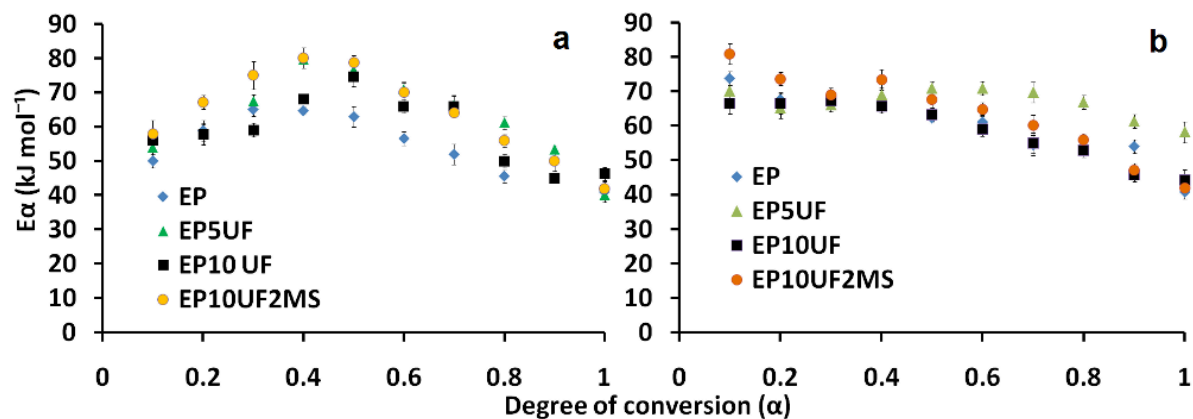 a
90
80
70
60
50
40
30
20
10
0
Eα (kJ mol⁻¹)
EP
EP5UF
EP10 UF
EP10UF2MS
0 0.2 0.4 0.6 0.8 1
b
90
80
70
60
50
40
30
20
10
0
EP
EP5UF
EP10UF
EP10UF2MS
0 0.2 0.4 0.6 0.8 1
Degree of conversion (α)